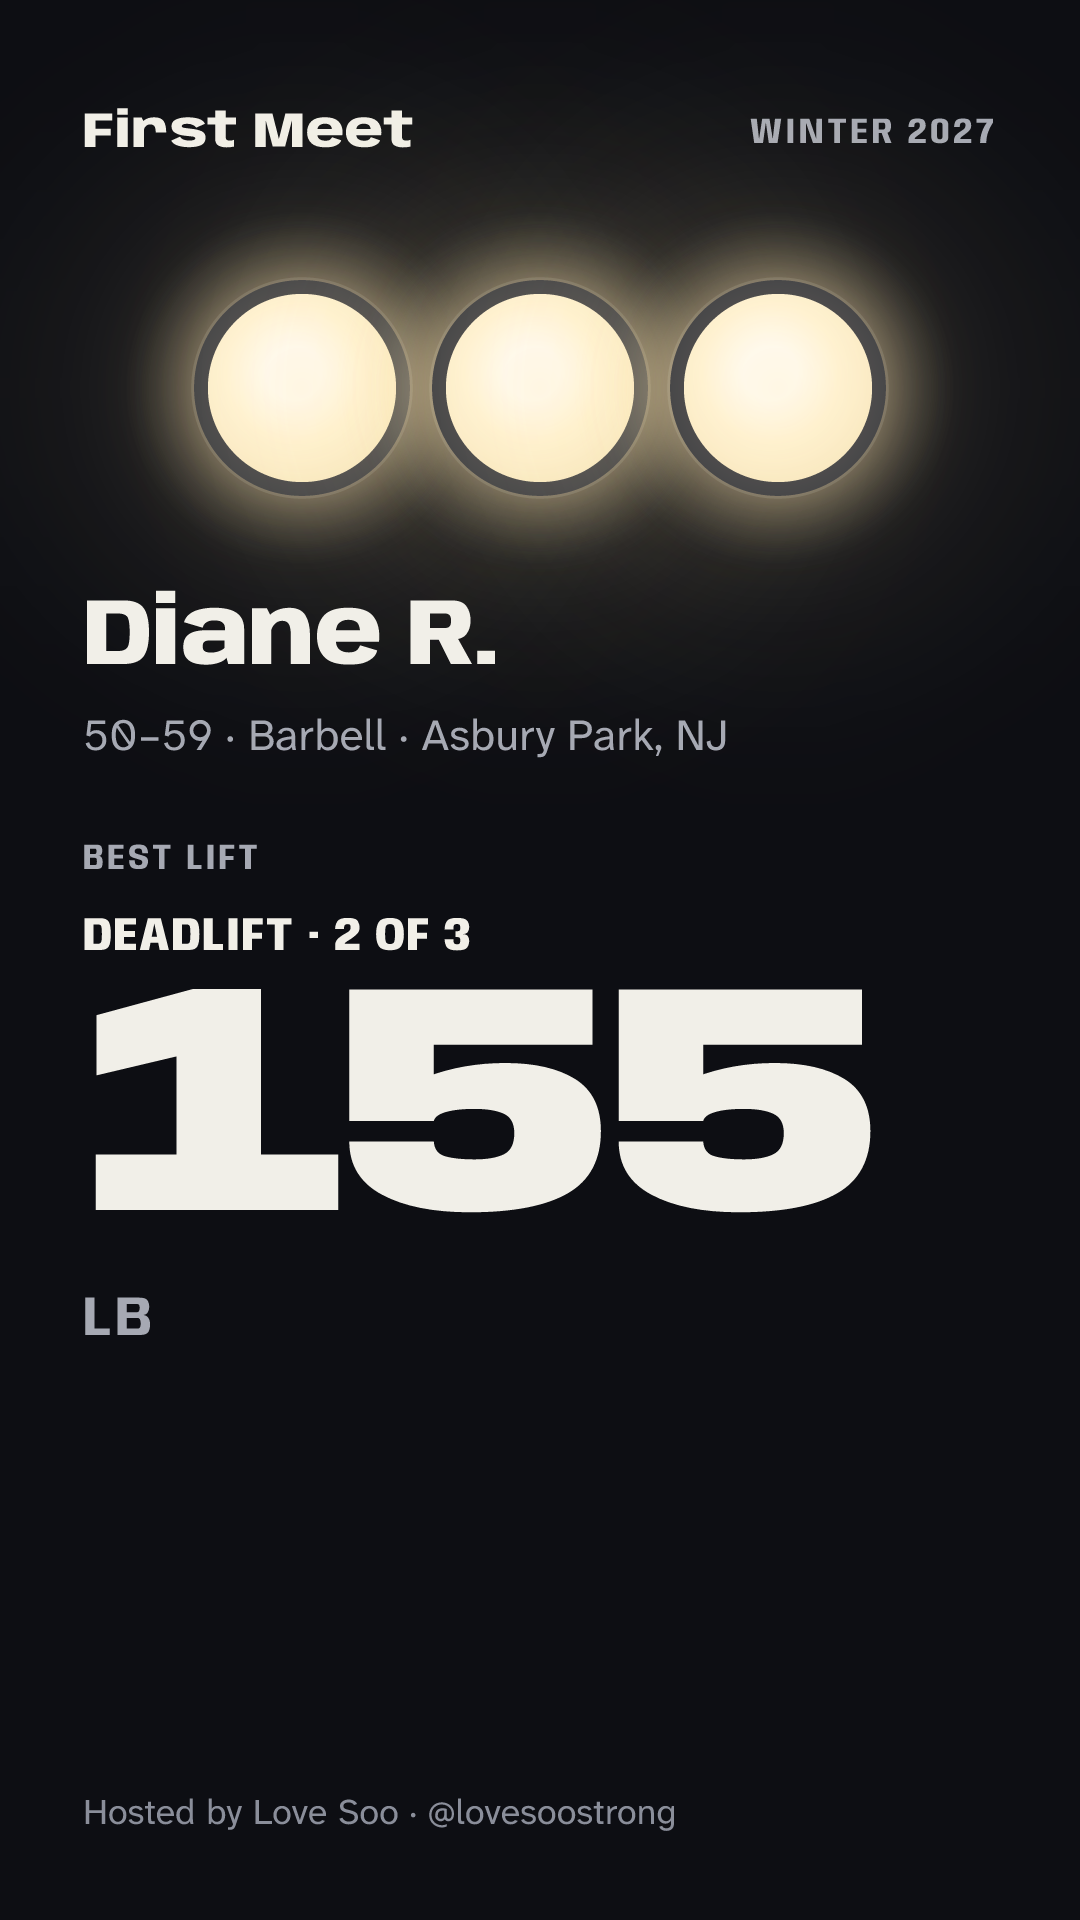 First Meet
WINTER 2027
Diane R.
50–59 · Barbell · Asbury Park, NJ
BEST LIFT
DEADLIFT · 2 OF 3
155
LB
Hosted by Love Soo · @lovesoostrong